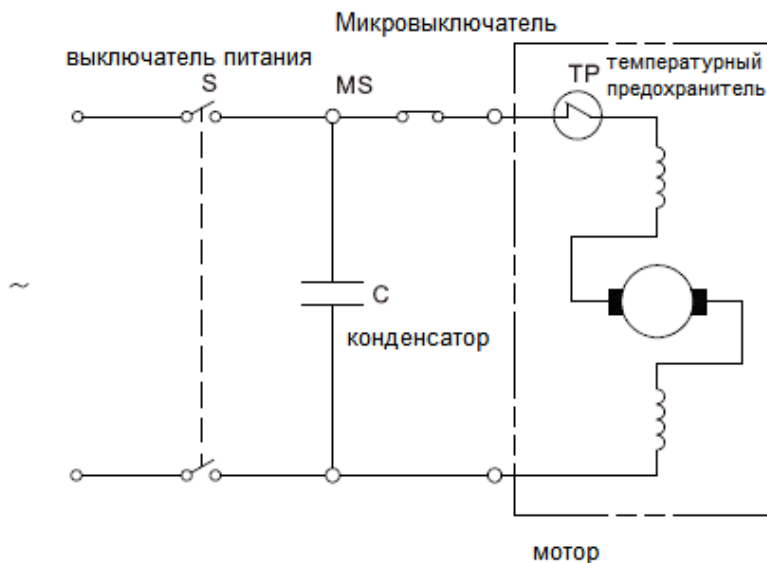 Микровыключатель
выключатель питания
S
MS
TP
температурный
предохранитель
~
C
конденсатор
мотор